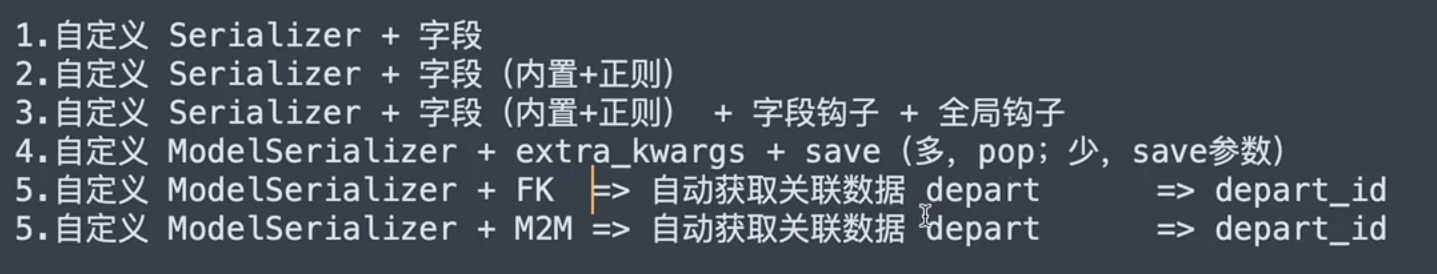 1.自定义 Serializer + 字段
2.自定义 Serializer + 字段（内置+正则）
3.自定义 Serializer + 字段（内置+正则） + 字段钩子 + 全局钩子
4.自定义 ModelSerializer + extra_kwargs + save（多，pop；少，save参数）
5.自定义 ModelSerializer + FK => 自动获取关联数据 depart => depart_id
5.自定义 ModelSerializer + M2M => 自动获取关联数据 depart => depart_id